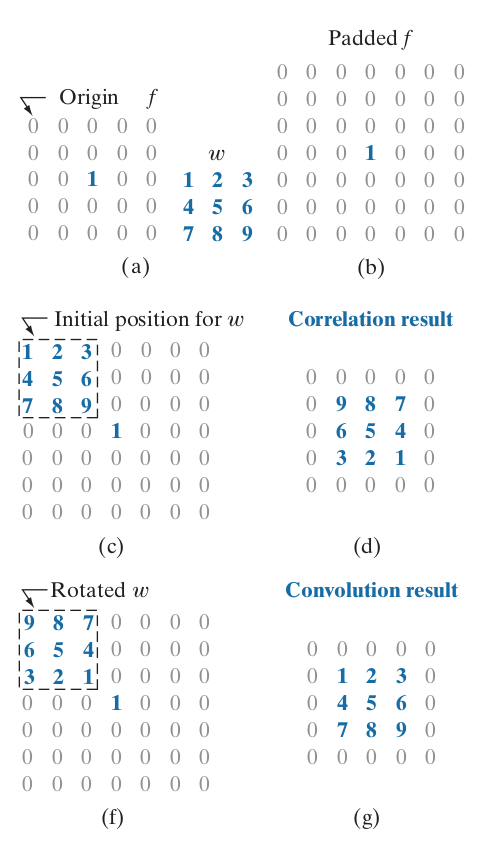 Origin f
0 0 0 0 0
0 0 0 0 0
0 0 1 0 0
0 0 0 0 0
0 0 0 0 0
(a)
w
1 2 3
4 5 6
7 8 9
Padded f
0 0 0 0 0 0 0
0 0 0 0 0 0 0
0 0 0 0 0 0 0
0 0 0 1 0 0 0
0 0 0 0 0 0 0
0 0 0 0 0 0 0
0 0 0 0 0 0 0
(b)
Initial position for w
1 2 3 0 0 0 0
4 5 6 0 0 0 0
7 8 9 0 0 0 0
0 0 0 1 0 0 0
0 0 0 0 0 0 0
0 0 0 0 0 0 0
0 0 0 0 0 0 0
(c)
Correlation result
0 0 0 0 0
0 9 8 7 0
0 6 5 4 0
0 3 2 1 0
0 0 0 0 0
(d)
Rotated w
9 8 7 0 0 0 0
6 5 4 0 0 0 0
3 2 1 0 0 0 0
0 0 0 1 0 0 0
0 0 0 0 0 0 0
0 0 0 0 0 0 0
0 0 0 0 0 0 0
(f)
Convolution result
0 0 0 0 0
0 1 2 3 0
0 4 5 6 0
0 7 8 9 0
0 0 0 0 0
(g)